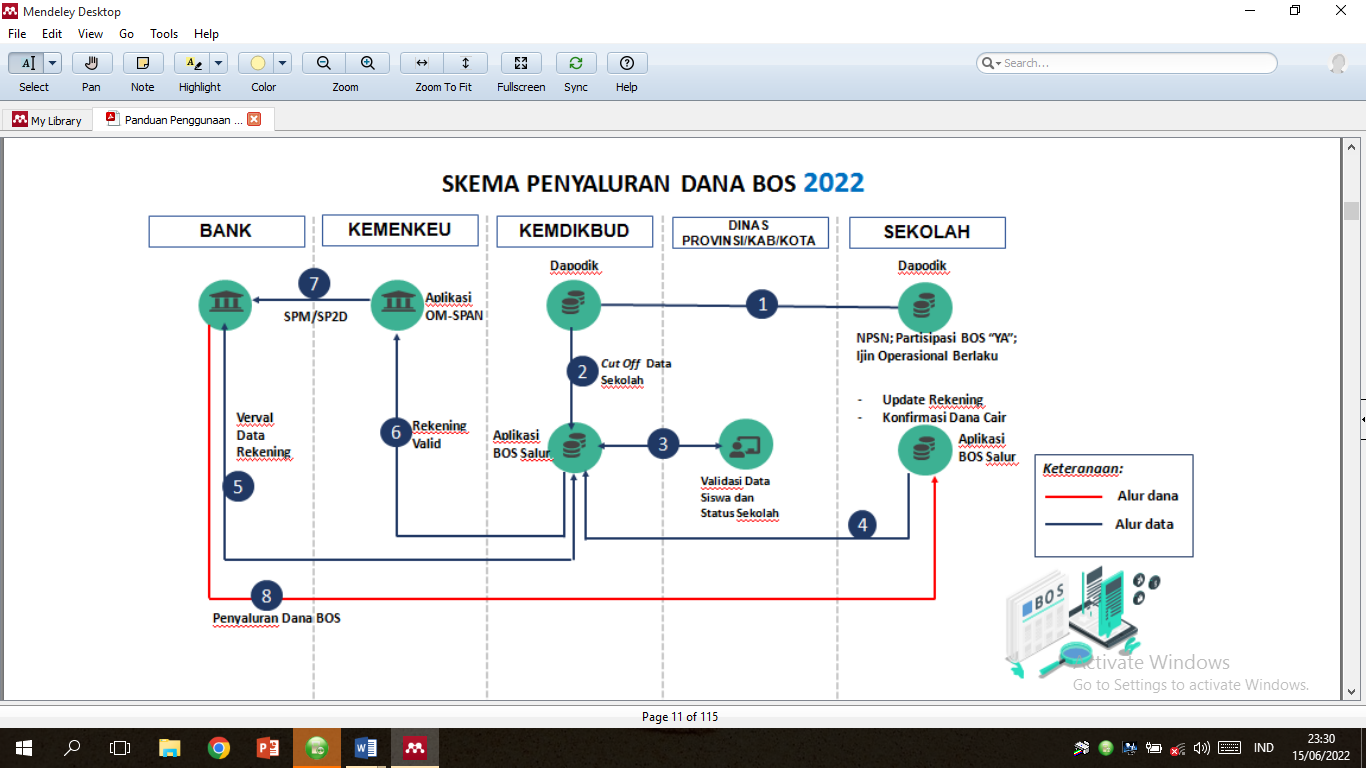 Mendeley Desktop
File Edit View Go Tools Help
Select Pan Note Highlight Color Zoom Zoom To Fit Fullscreen Sync Help
Search...
My Library Panduan Penggunaan ...
SKEMA PENYALURAN DANA BOS 2022
BANK
KEMENKEU
KEMDIKBUD
DINAS
PROVINSI/KAB/KOTA
SEKOLAH
Dapodik
Dapodik
7
SPM/SP2D
Aplikasi
OM-SPAN
1
NPSN; Partisipasi BOS “YA”;
Ijin Operasional Berlaku
2
Cut Off Data
Sekolah
- Update Rekening
- Konfirmasi Dana Cair
Verval
Data
Rekening
6
Rekening
Valid
Aplikasi
BOS Salur
3
Aplikasi
BOS Salur
5
Validasi Data
Siswa dan
Status Sekolah
4
Keteranaan:
Alur dana
Alur data
8
Penyaluran Dana BOS
BOS
Activate Windows
Go to Settings to activate Windows.
Page 11 of 115
IND
23:30
15/06/2022